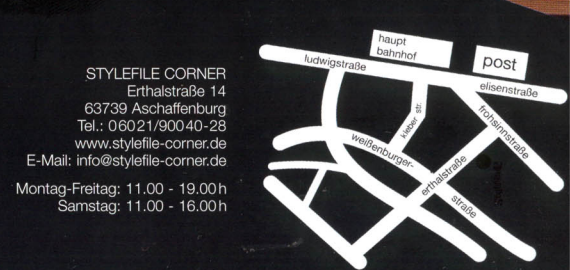 STYLEFILE CORNER
Erthalstraße 14
63739 Aschaffenburg
Tel.: 06021/90040-28
www.stylefile-corner.de
E-Mail: info@stylefile-corner.de
Montag-Freitag: 11.00 - 19.00 h
Samstag: 11.00 - 16.00 h
haupt
bahnhof
post
ludwigstraße
elisenstraße
kleber str.
frohsinnstraße
weißenburger-
erthalstraße
straße